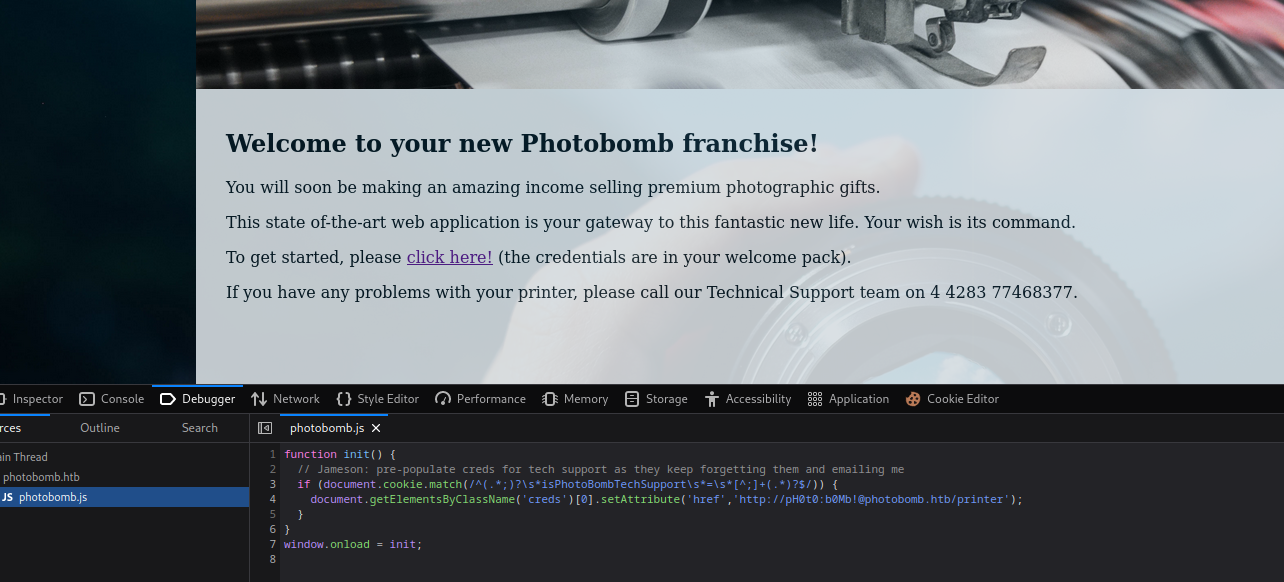 Welcome to your new Photobomb franchise!
You will soon be making an amazing income selling premium photographic gifts.
This state of-the-art web application is your gateway to this fantastic new life. Your wish is its command.
To get started, please click here! (the credentials are in your welcome pack).
If you have any problems with your printer, please call our Technical Support team on 4 4283 77468377.
Inspector Console Debugger Network Style Editor Performance Memory Storage Accessibility Application Cookie Editor
rces Outline Search photobomb.js
ain Thread
photobomb.htb
JS photobomb.js
1 function init() {
2 // Jameson: pre-populate creds for tech support as they keep forgetting them and emailing me
3 if (document.cookie.match(/^(.*;)?\s*isPhotoBombTechSupport\s*=\s*[^;]+(.*)?$/)) {
4 document.getElementsByClassName('creds')[0].setAttribute('href','http://pH0t0:b0Mb!@photobomb.htb/printer');
5 }
6 }
7 window.onload = init;
8